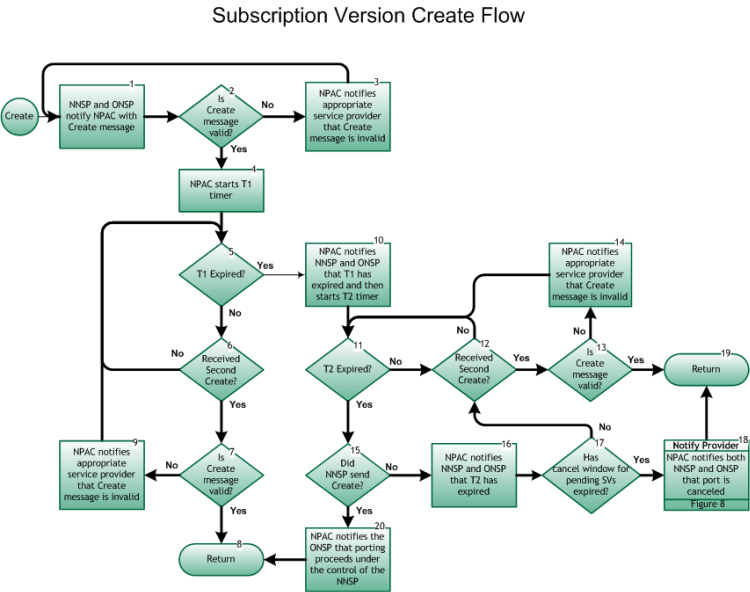 Subscription Version Create Flow
Create
1
NNSP and ONSP
notify NPAC with
Create message
2
Is
Create
message
valid?
No
Yes
3
NPAC notifies
appropriate
service provider
that Create
message is invalid
4
NPAC starts T1
timer
5
T1 Expired?
Yes
No
10
NPAC notifies
NNSP and ONSP
that T1 has
expired and then
starts T2 timer
14
NPAC notifies
appropriate
service provider
that Create
message is invalid
6
Received
Second
Create?
No
Yes
11
T2 Expired?
No
Yes
12
Received
Second
Create?
No
Yes
13
Is
Create
message
valid?
No
Yes
19
Return
9
NPAC notifies
appropriate
service provider
that Create
message is invalid
7
Is
Create
message
valid?
No
Yes
15
Did
NNSP send
Create?
No
Yes
16
NPAC notifies
NNSP and ONSP
that T2 has
expired
17
Has
cancel window for
pending SVs
expired?
No
Yes
18
Notify Provider
NPAC notifies both
NNSP and ONSP
that port is
canceled
Figure 8
8
Return
20
NPAC notifies the
ONSP that porting
proceeds under
the control of the
NNSP